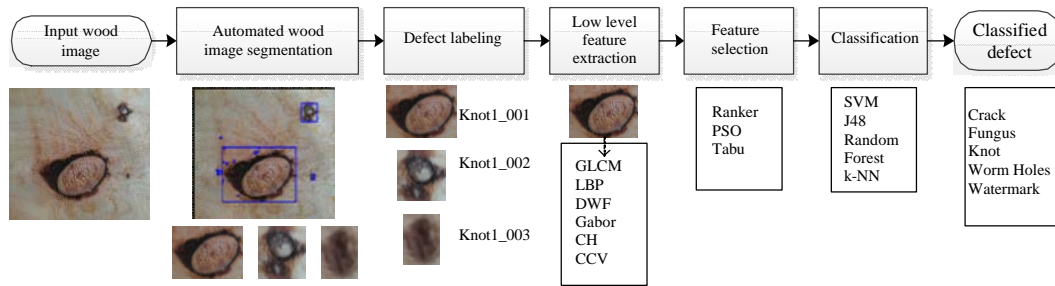 Input wood
image
Automated wood
image segmentation
Defect labeling
Low level
feature
extraction
Feature
selection
Classification
Classified
defect
Knot1_001
Knot1_002
Knot1_003
GLCM
LBP
DWF
Gabor
CH
CCV
Ranker
PSO
Tabu
SVM
J48
Random
Forest
k-NN
Crack
Fungus
Knot
Worm Holes
Watermark